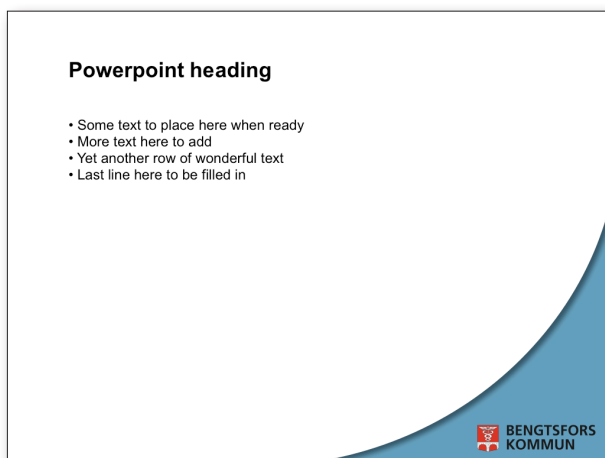 Powerpoint heading
• Some text to place here when ready
• More text here to add
• Yet another row of wonderful text
• Last line here to be filled in
BENGTSFORS
KOMMUN